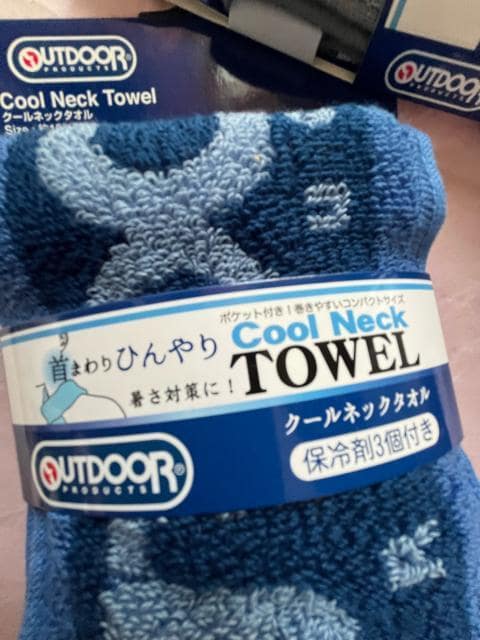 OUTDOOR
PRODUCTS
Cool Neck Towel
クールネックタオル
Size
OUTDOOR
PRODUCTS
ポケット付き!巻きやすいコンパクトサイズ
Cool Neck
TOWEL
首まわりひんやり
暑さ対策に!
クールネックタオル
保冷剤3個付き
OUTDOOR®
PRODUCTS